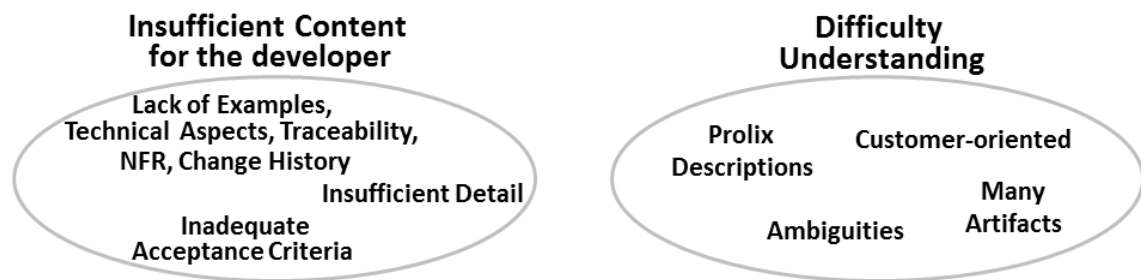 Insufficient Content
for the developer
Lack of Examples,
Technical Aspects, Traceability,
NFR, Change History
Insufficient Detail
Inadequate
Acceptance Criteria
Difficulty
Understanding
Prolix
Descriptions
Customer-oriented
Many
Artifacts
Ambiguities